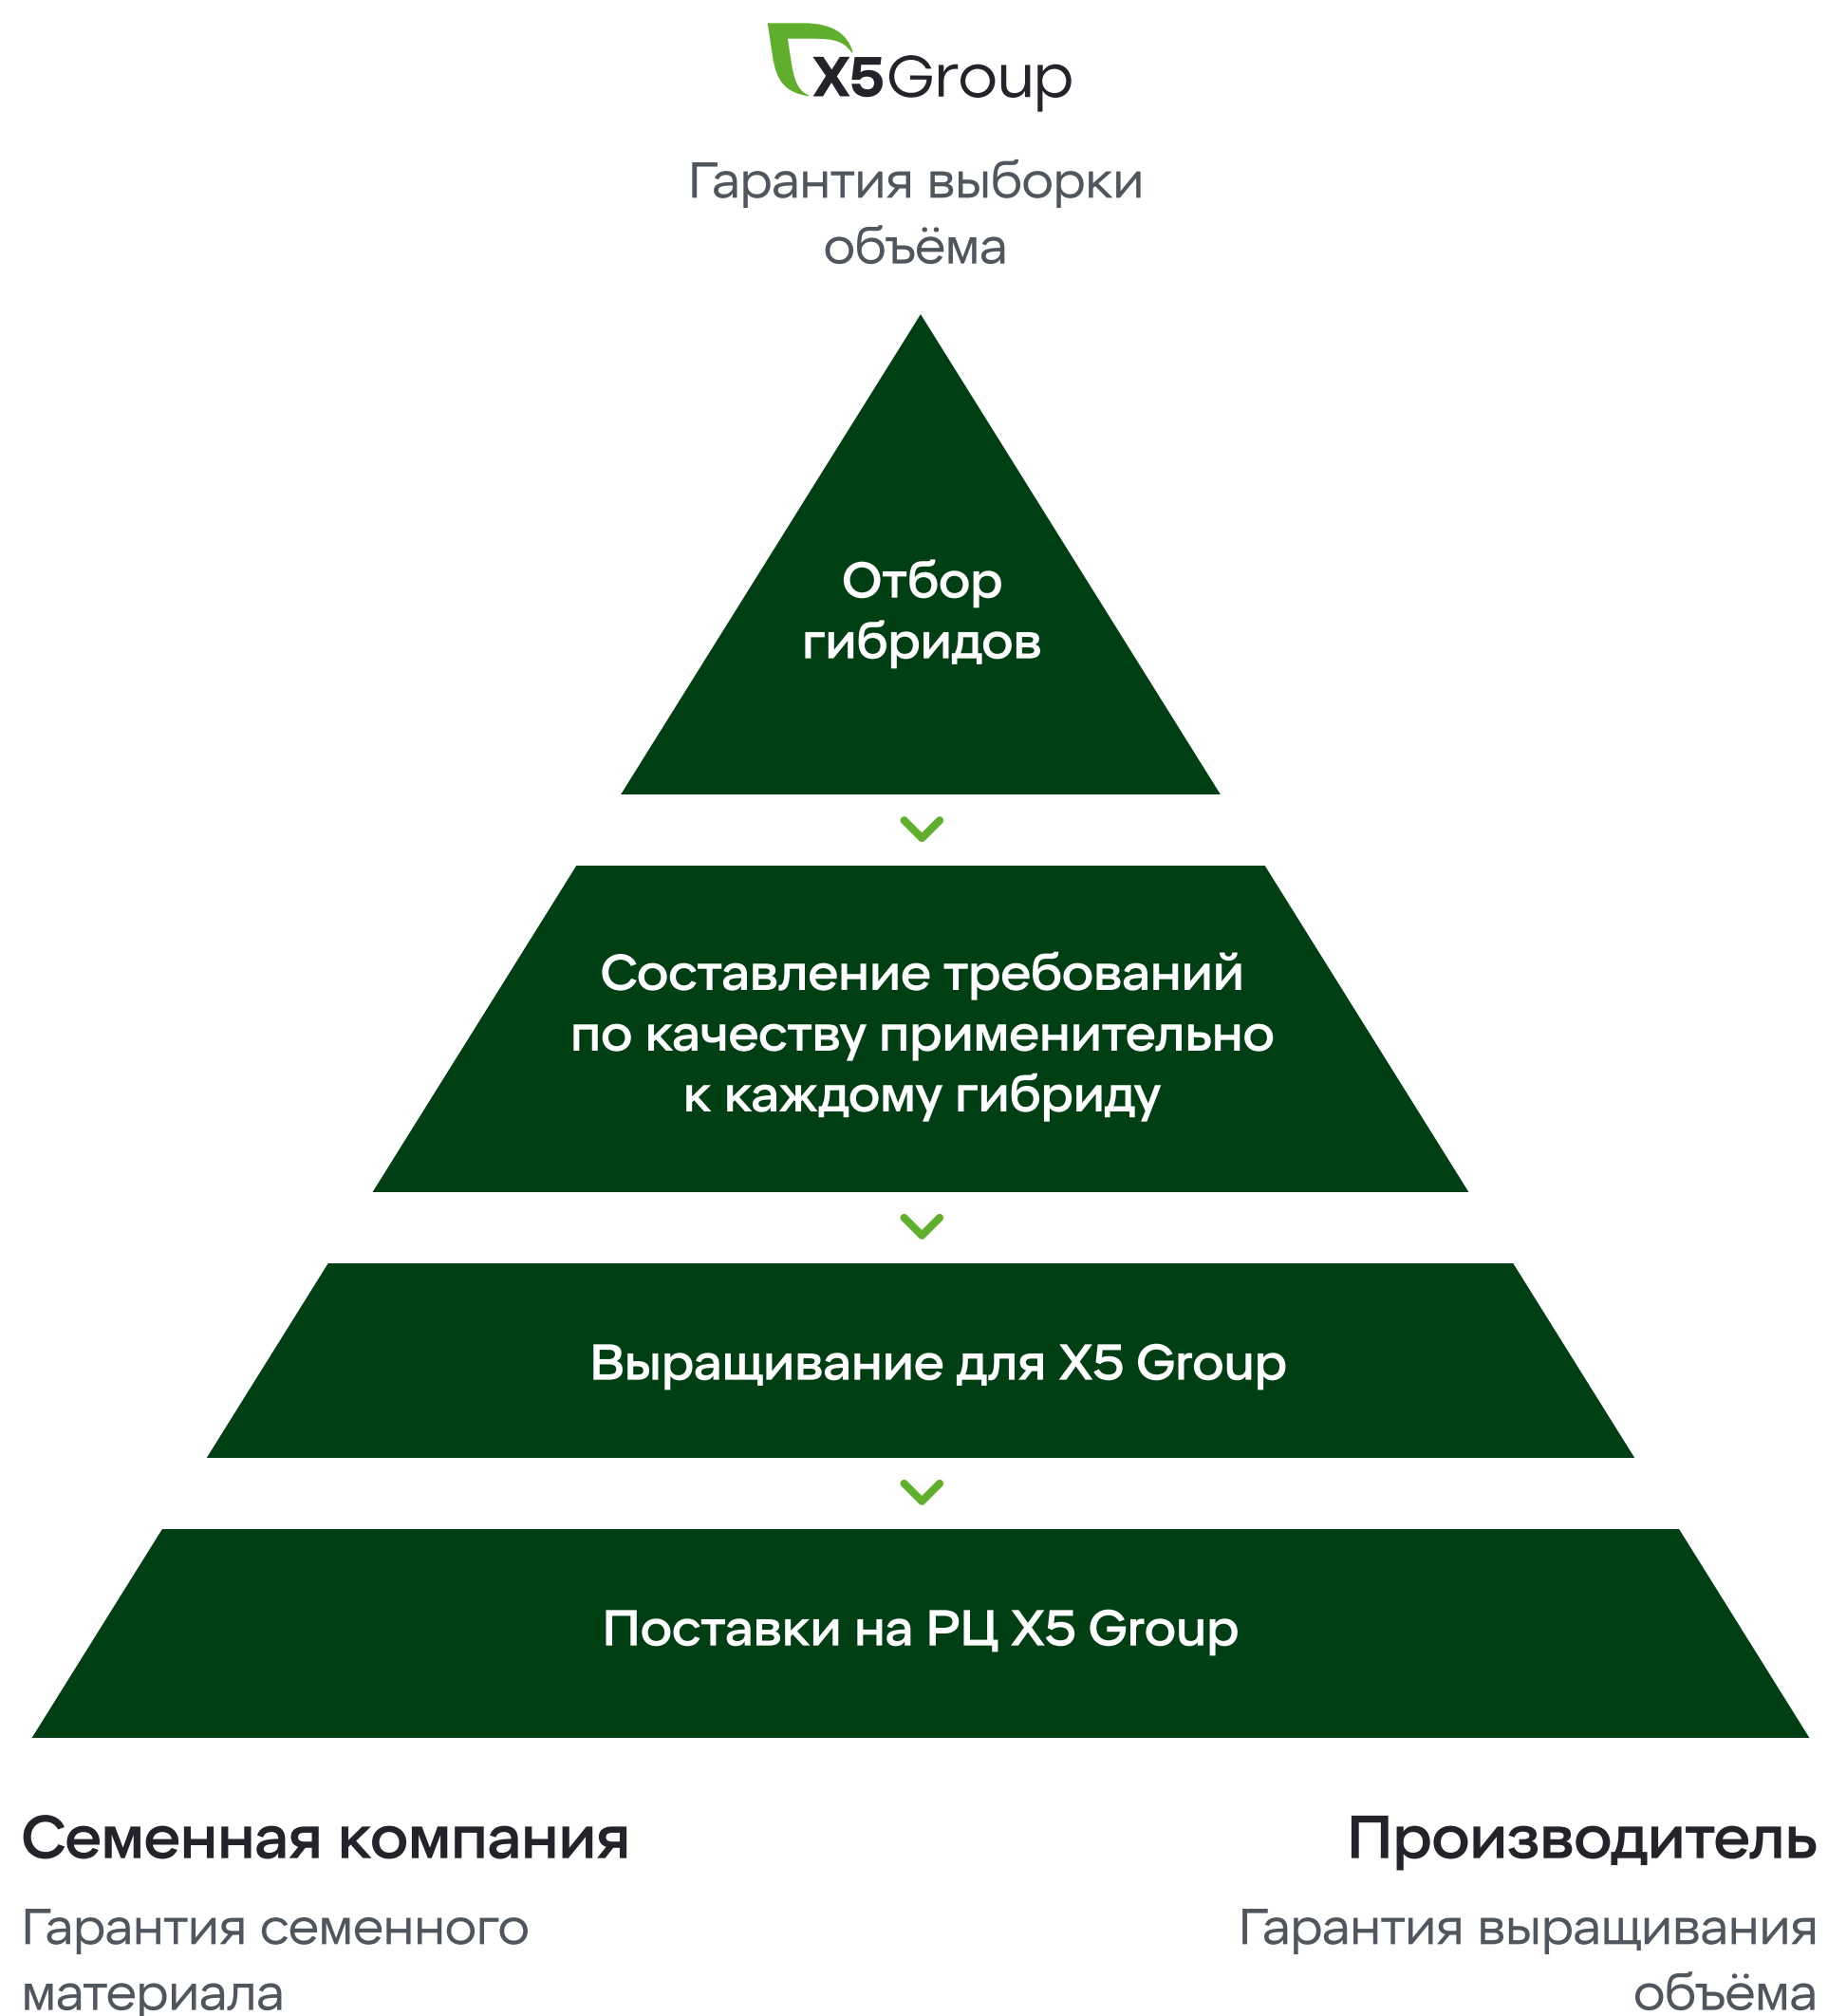 X5Group
Гарантия выборки
объёма
Отбор
гибридов
Составление требований
по качеству применительно
к каждому гибриду
Выращивание для X5 Group
Поставки на РЦ X5 Group
Семенная компания
Гарантия семенного
материала
Производитель
Гарантия выращивания
объёма